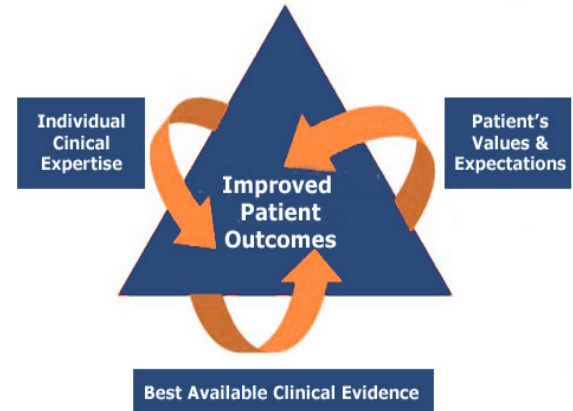 Individual
Cinical
Expertise
Patient's
Values &
Expectations
Improved
Patient
Outcomes
Best Available Clinical Evidence